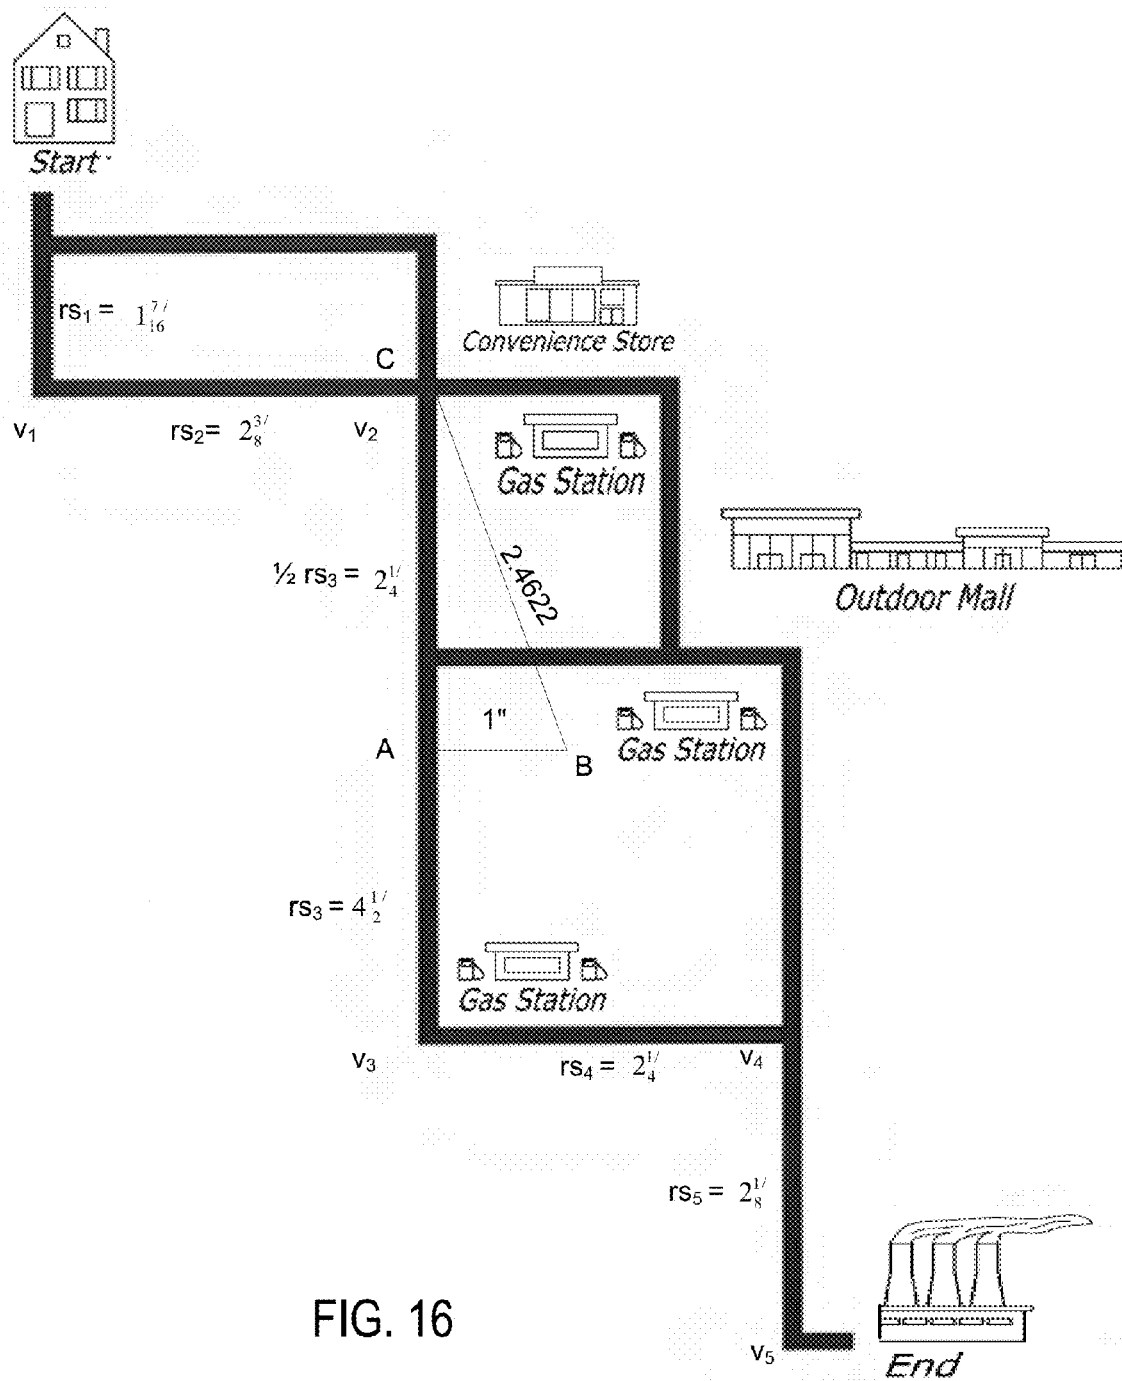 Start
rs₁ = 1 7/16
C
Convenience Store
v₁
rs₂= 2 3/8
v₂
Gas Station
½ rs₃ = 2 1/4
2.4622
Outdoor Mall
1"
A
B
Gas Station
rs₃ = 4 1/2
Gas Station
v₃
rs₄ = 2 1/4
v₄
rs₅ = 2 1/8
FIG. 16
v₅
End